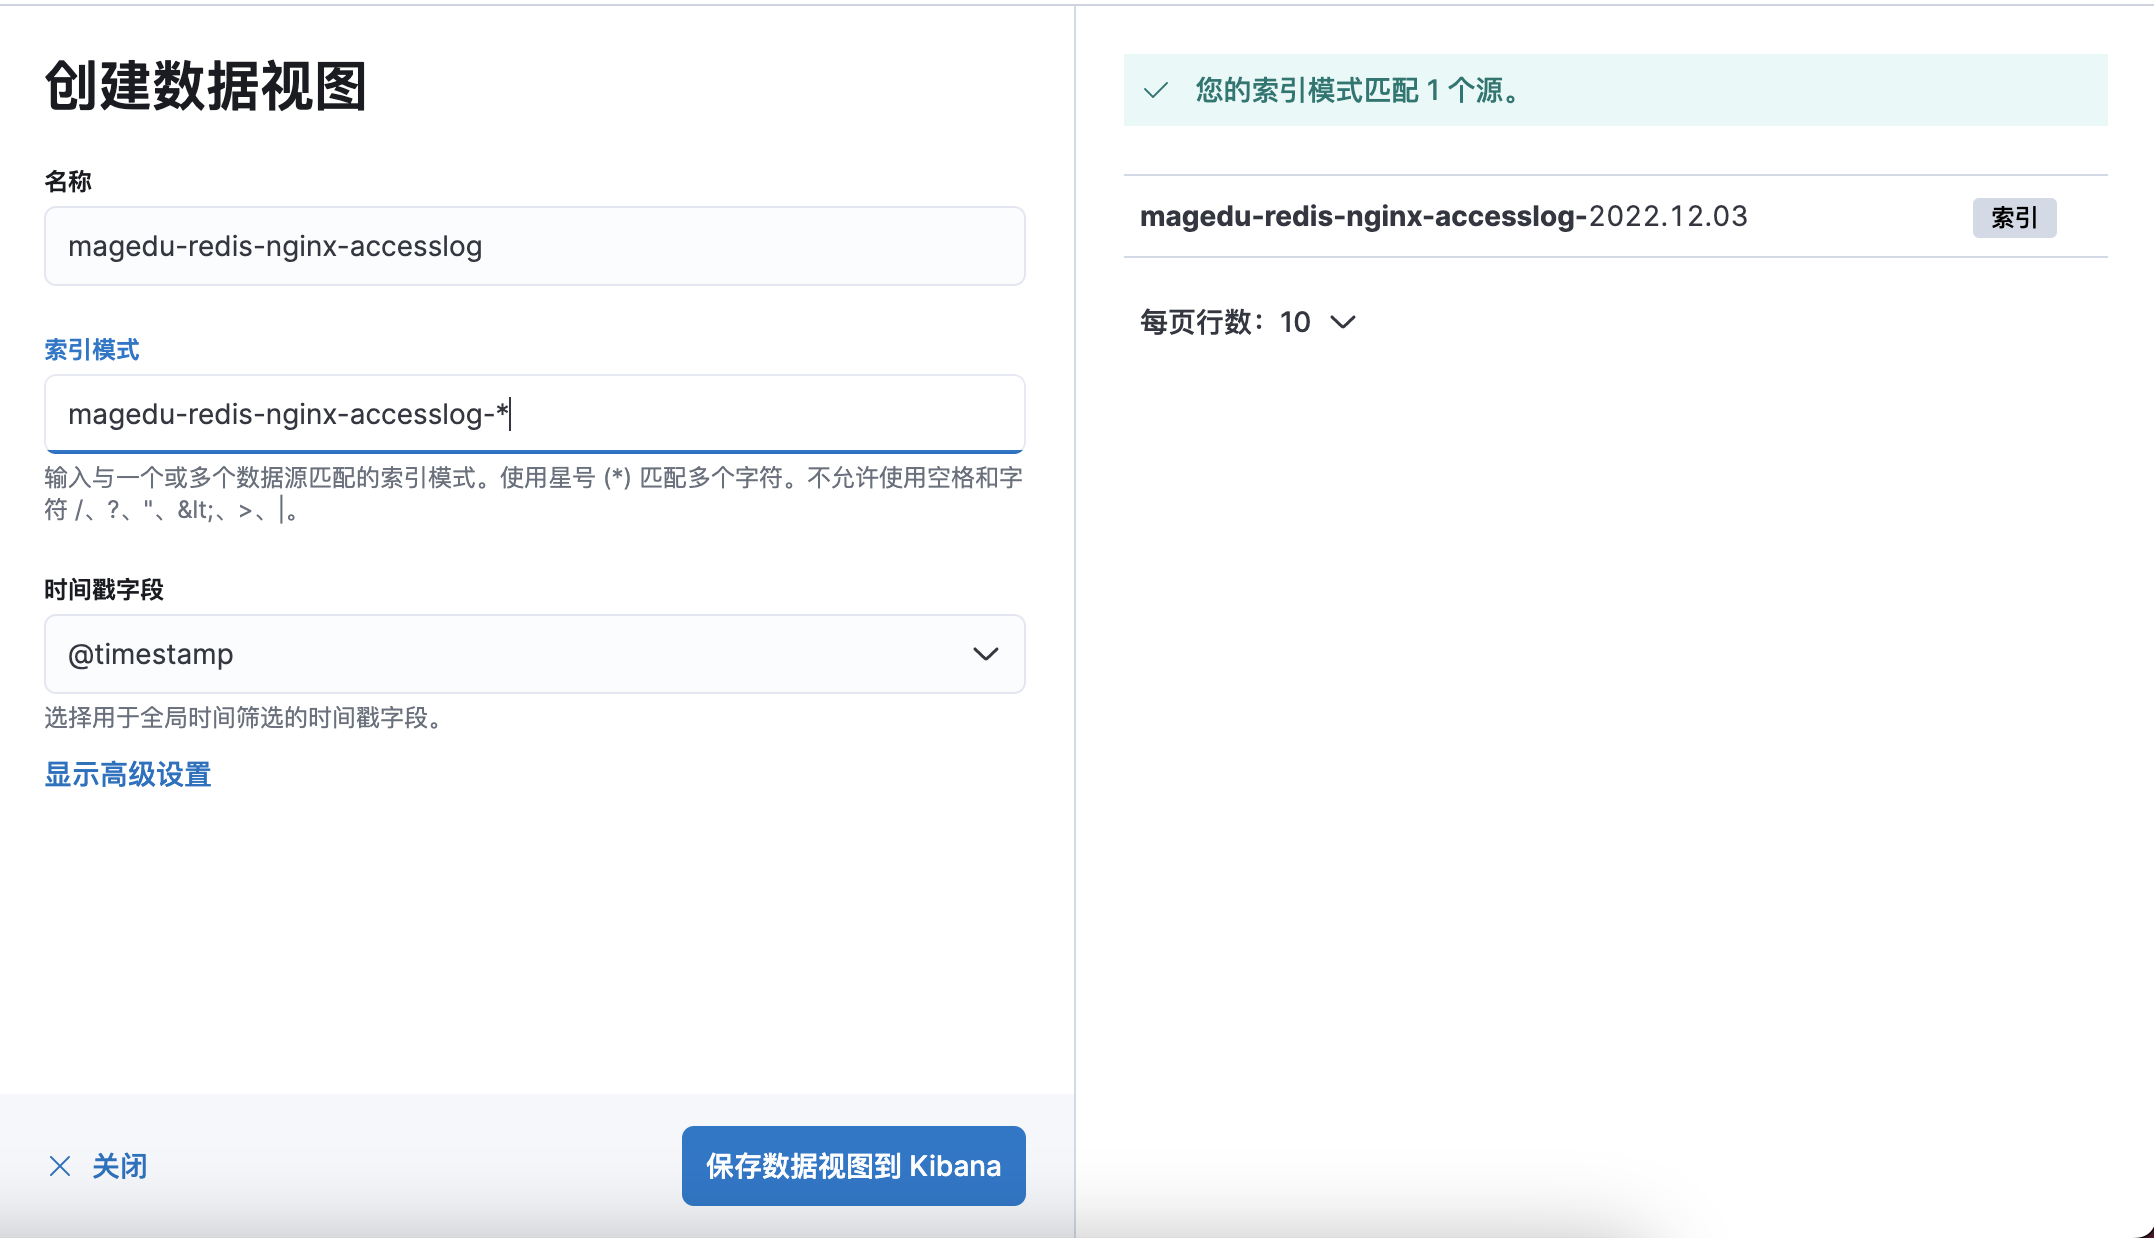 创建数据视图
名称
magedu-redis-nginx-accesslog
索引模式
magedu-redis-nginx-accesslog-*
输入与一个或多个数据源匹配的索引模式。使用星号 (*) 匹配多个字符。不允许使用空格和字
符 /、?、"、&lt;、>、|。
时间戳字段
@timestamp
选择用于全局时间筛选的时间戳字段。
显示高级设置
关闭
保存数据视图到 Kibana
您的索引模式匹配 1 个源。
magedu-redis-nginx-accesslog-2022.12.03 索引
每页行数：10